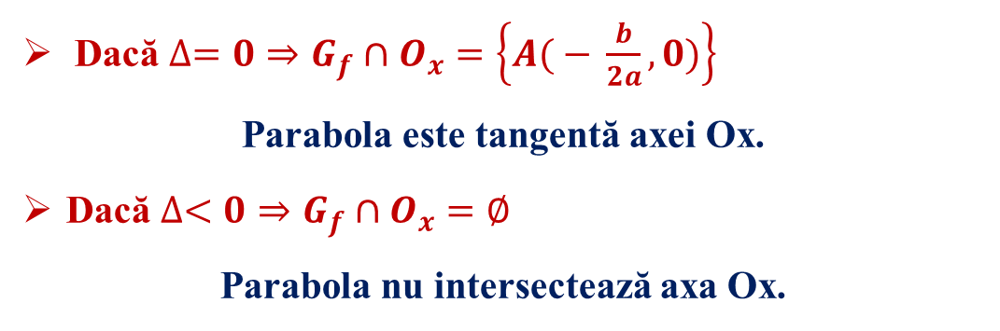 ➢ Dacă Δ= 0 ⇒ G_f ∩ O_x = {A(− b/2a, 0)}
Parabola este tangentă axei Ox.
➢ Dacă Δ< 0 ⇒ G_f ∩ O_x = ∅
Parabola nu intersectează axa Ox.